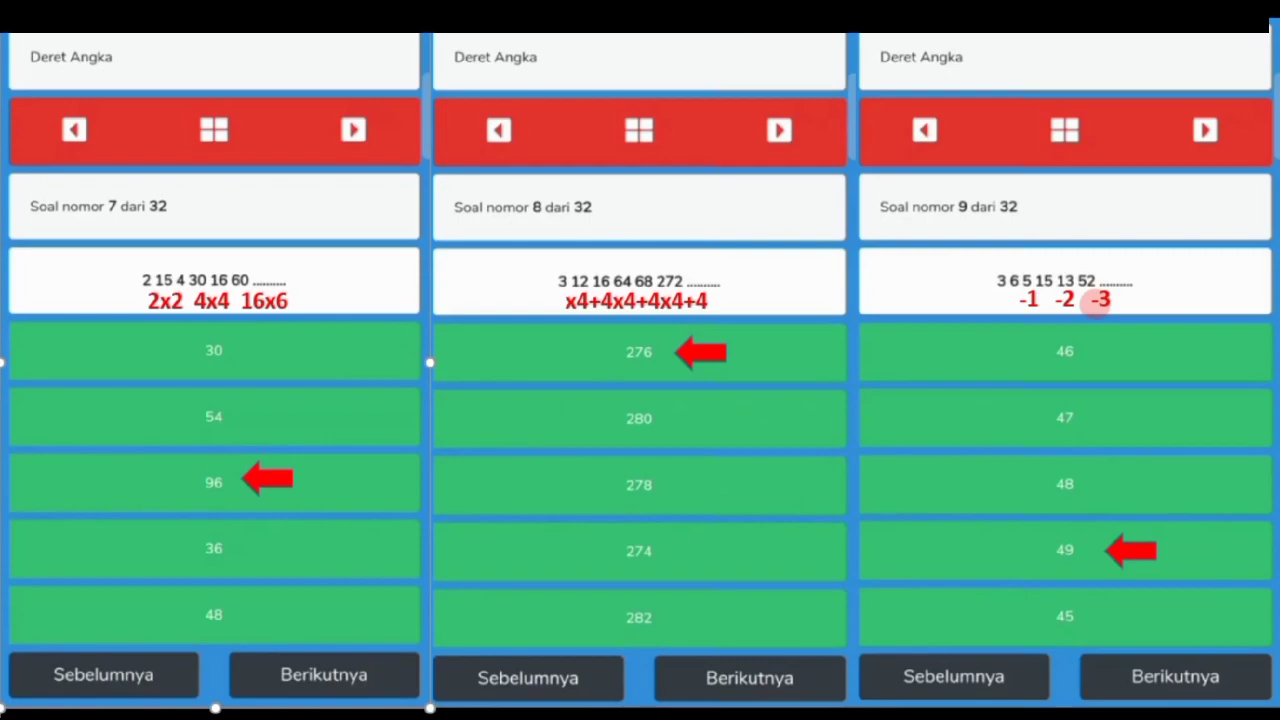 Deret Angka
Soal nomor 7 dari 32
2 15 4 30 16 60 ..........
2x2 4x4 16x6
30
54
96
36
48
Sebelumnya
Berikutnya
Deret Angka
Soal nomor 8 dari 32
3 12 16 64 68 272 ..........
x4+4x4+4x4+4
276
280
278
274
282
Sebelumnya
Berikutnya
Deret Angka
Soal nomor 9 dari 32
3 6 5 15 13 52 ..........
-1 -2 -3
46
47
48
49
45
Sebelumnya
Berikutnya